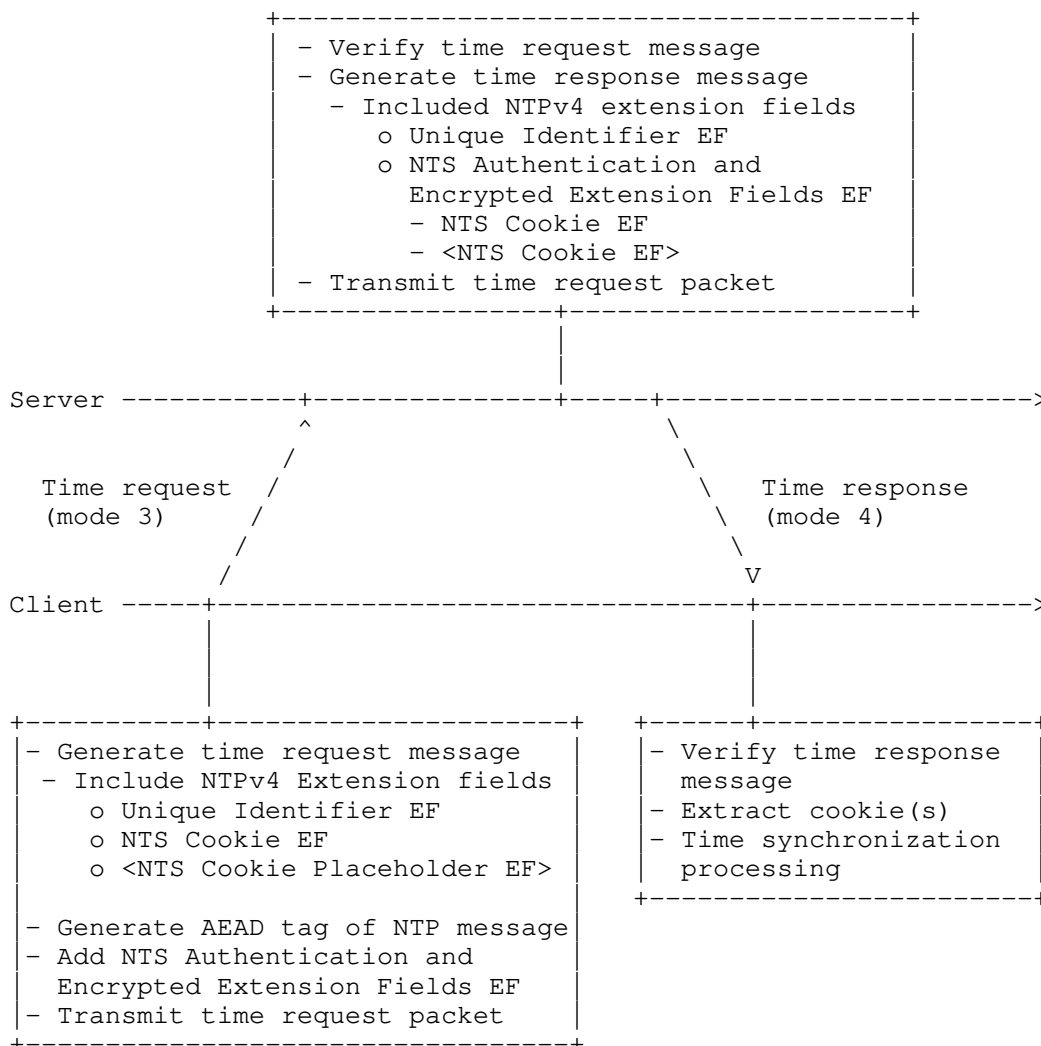 - Verify time request message
- Generate time response message
- Included NTPv4 extension fields
o Unique Identifier EF
o NTS Authentication and
Encrypted Extension Fields EF
- NTS Cookie EF
- <NTS Cookie EF>
- Transmit time request packet
Server
Time request
(mode 3)
Time response
(mode 4)
V
Client
- Generate time request message
- Include NTPv4 Extension fields
o Unique Identifier EF
o NTS Cookie EF
o <NTS Cookie Placeholder EF>
- Generate AEAD tag of NTP message
- Add NTS Authentication and
Encrypted Extension Fields EF
- Transmit time request packet
- Verify time response
message
- Extract cookie(s)
- Time synchronization
processing